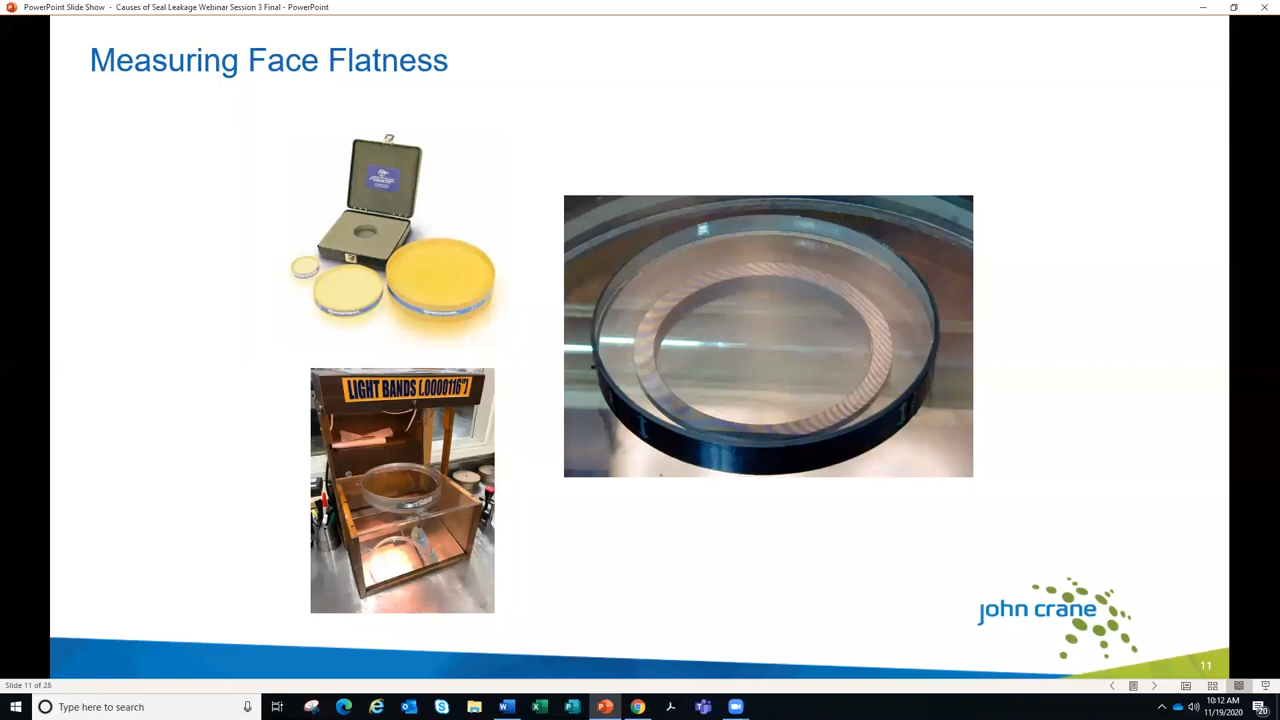 PowerPoint Slide Show - Causes of Seal Leakage Webinar Session 3 Final - PowerPoint
Measuring Face Flatness
LIGHT BANDS (.0000116")
john crane
11
Slide 11 of 28
Type here to search
10:12 AM
11/19/2020
20